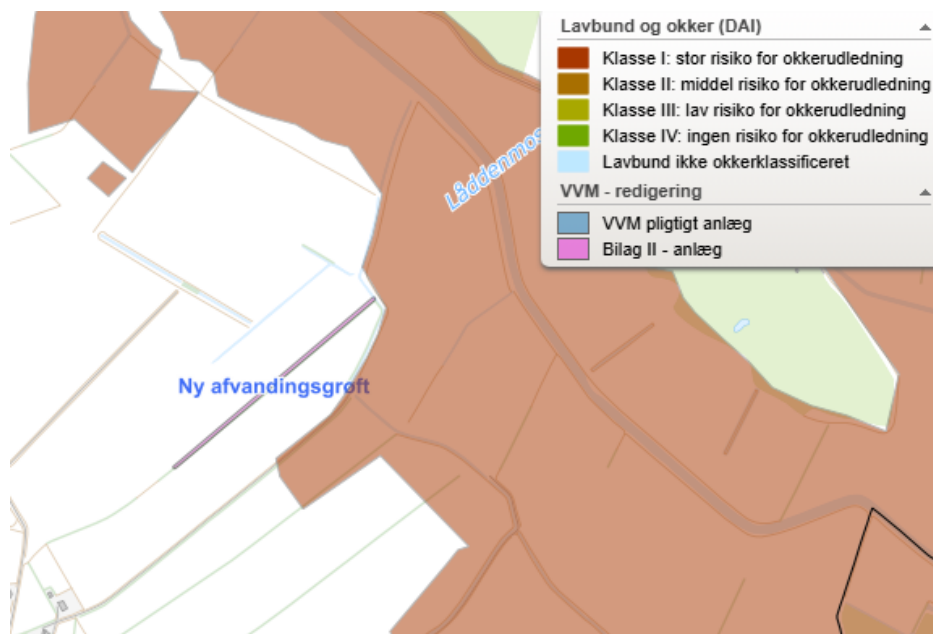 Lavbund og okker (DAI)
Klasse I: stor risiko for okkerudledning
Klasse II: middel risiko for okkerudledning
Klasse III: lav risiko for okkerudledning
Klasse IV: ingen risiko for okkerudledning
Lavbund ikke okkerklassificeret
VVM - redigering
VVM pligtigt anlæg
Bilag II - anlæg
Låddenmos
Ny afvandingsgrøft